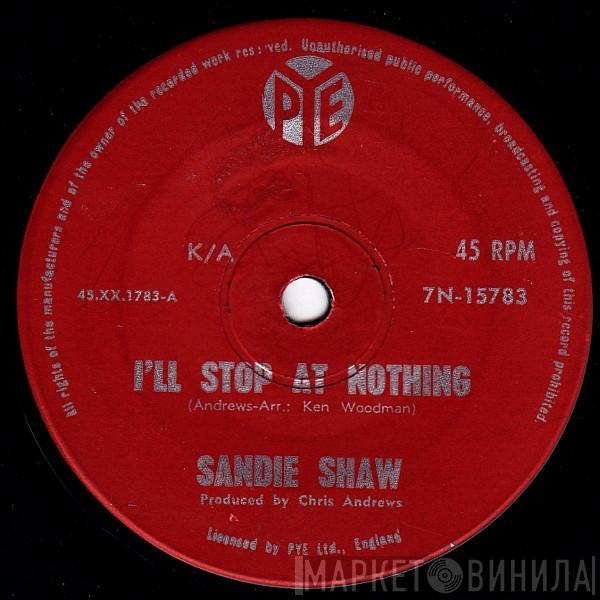 All rights of the manufacturers and of the owner of the recorded work reserved. Unauthorised public performance, broadcasting and copying of this record prohibited.
PYE
K/A
45 RPM
45.XX.1783-A
7N-15783
I'LL STOP AT NOTHING
(Andrews-Arr.: Ken Woodman)
SANDIE SHAW
Produced by Chris Andrews
Licensed by PYE Ltd., England
МАРКЕТ ВИНИЛА